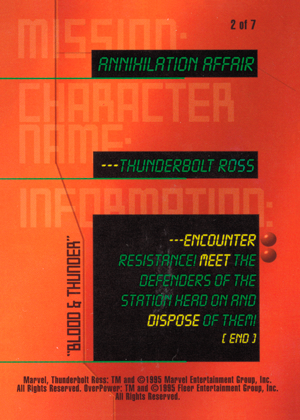 2 of 7
MISSION:
ANNIHILATION AFFAIR
CHARACTER
NAME:
---THUNDERBOLT ROSS
INFORMATION:
"BLOOD & THUNDER"
---ENCOUNTER
RESISTANCE! MEET THE
DEFENDERS OF THE
STATION HEAD ON AND
DISPOSE OF THEM!
[ END ]
Marvel, Thunderbolt Ross: TM and ©1995 Marvel Entertainment Group, Inc.
All Rights Reserved. OverPower: TM and ©1995 Fleer Entertainment Group, Inc.
All Rights Reserved.